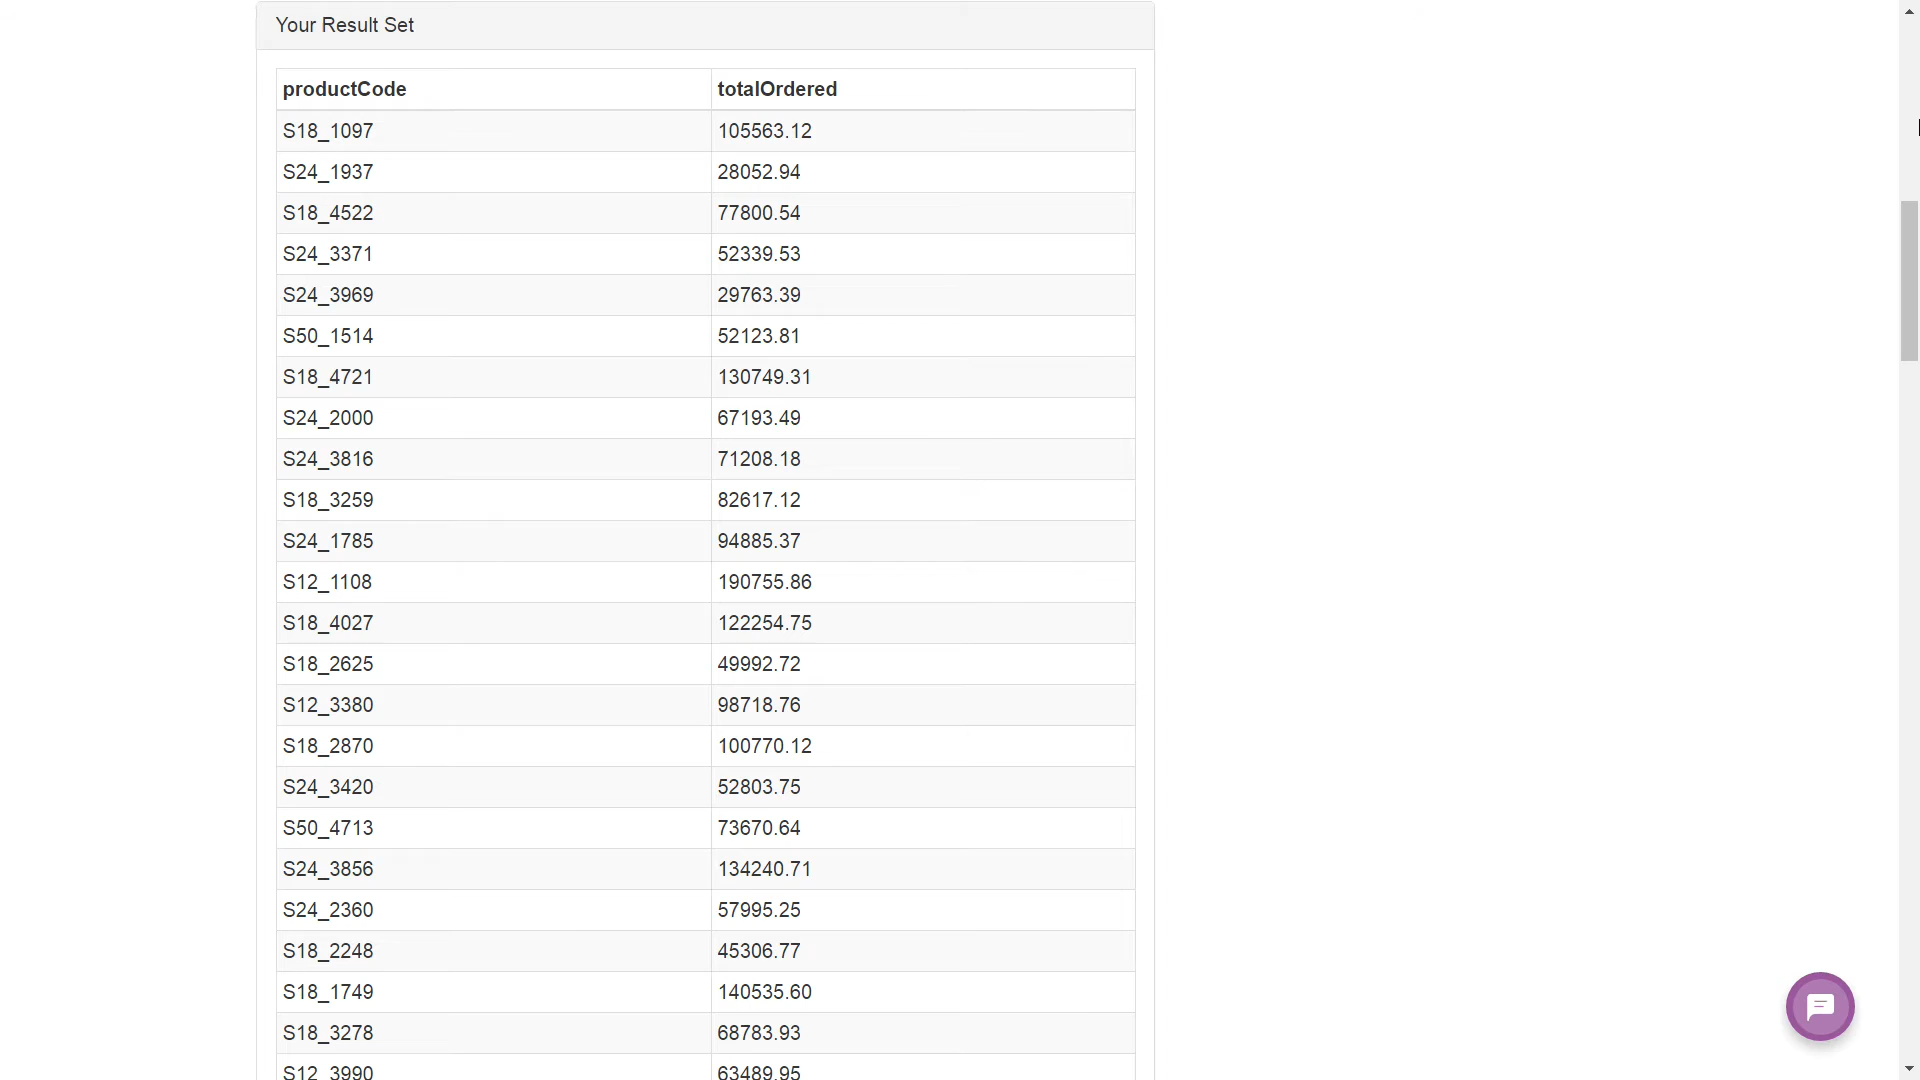 Your Result Set
productCode totalOrdered
S18_1097 105563.12
S24_1937 28052.94
S18_4522 77800.54
S24_3371 52339.53
S24_3969 29763.39
S50_1514 52123.81
S18_4721 130749.31
S24_2000 67193.49
S24_3816 71208.18
S18_3259 82617.12
S24_1785 94885.37
S12_1108 190755.86
S18_4027 122254.75
S18_2625 49992.72
S12_3380 98718.76
S18_2870 100770.12
S24_3420 52803.75
S50_4713 73670.64
S24_3856 134240.71
S24_2360 57995.25
S18_2248 45306.77
S18_1749 140535.60
S18_3278 68783.93
S12_3990 63489.95